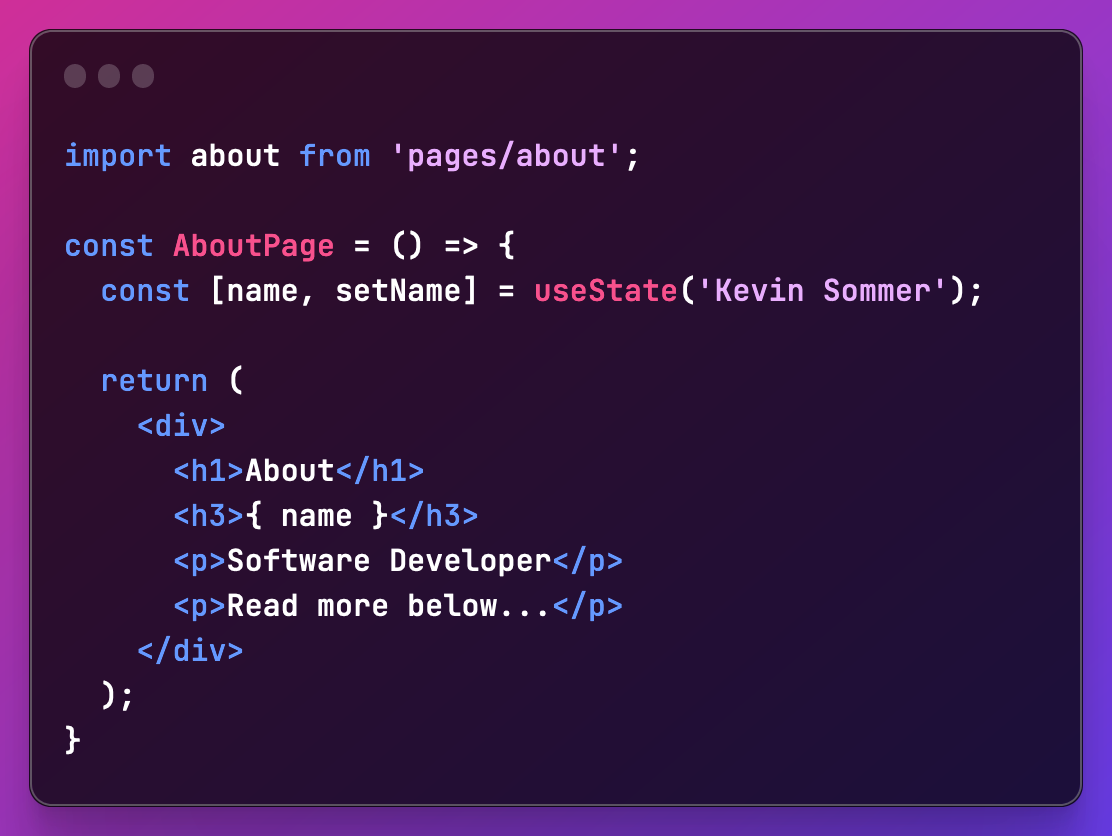 import about from 'pages/about';
const AboutPage = () => {
const [name, setName] = useState('Kevin Sommer');
return (
<div>
<h1>About</h1>
<h3>{ name }</h3>
<p>Software Developer</p>
<p>Read more below...</p>
</div>
);
}